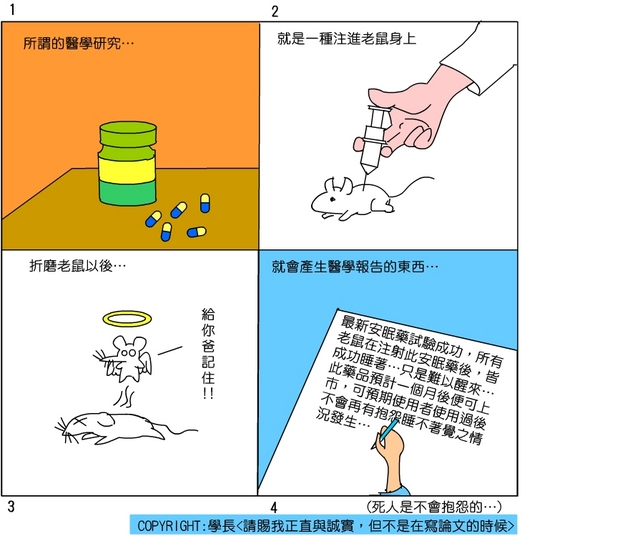 1
2
所謂的醫學研究…
就是一種注進老鼠身上
折磨老鼠以後…
給你爸記住!!
就會產生醫學報告的東西…
最新安眠藥試驗成功，所有
老鼠在注射此安眠藥後，皆
成功睡著…只是難以醒來…
此藥品預計一個月後便可上
市，可預期使用者使用過後
不會再有抱怨睡不著覺之情
況發生…
3
4
(死人是不會抱怨的…)
COPYRIGHT:學長<請賜我正直與誠實，但不是在寫論文的時候>